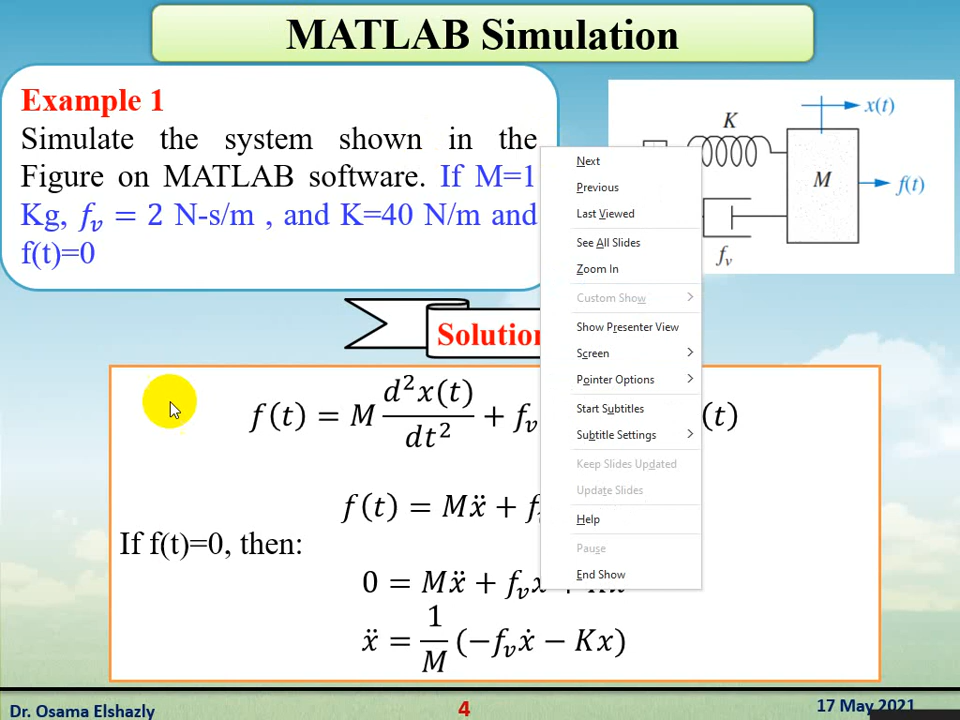 MATLAB Simulation
Example 1
Simulate the system shown in the
Figure on MATLAB software. If M=1
Kg, f_v = 2 N-s/m , and K=40 N/m and
f(t)=0
K
x(t)
M
f(t)
f_v
Next
Previous
Last Viewed
See All Slides
Zoom In
Custom Show
Show Presenter View
Screen
Pointer Options
Start Subtitles
Subtitle Settings
Keep Slides Updated
Update Slides
Help
Pause
End Show
Solution
f(t) = M d²x(t)/dt² + f_v (t)
f(t) = Mẍ +
If f(t)=0, then:
0 = Mẍ + f_v
ẍ = 1/M (−f_v ẋ − Kx)
Dr. Osama Elshazly
4
17 May 2021